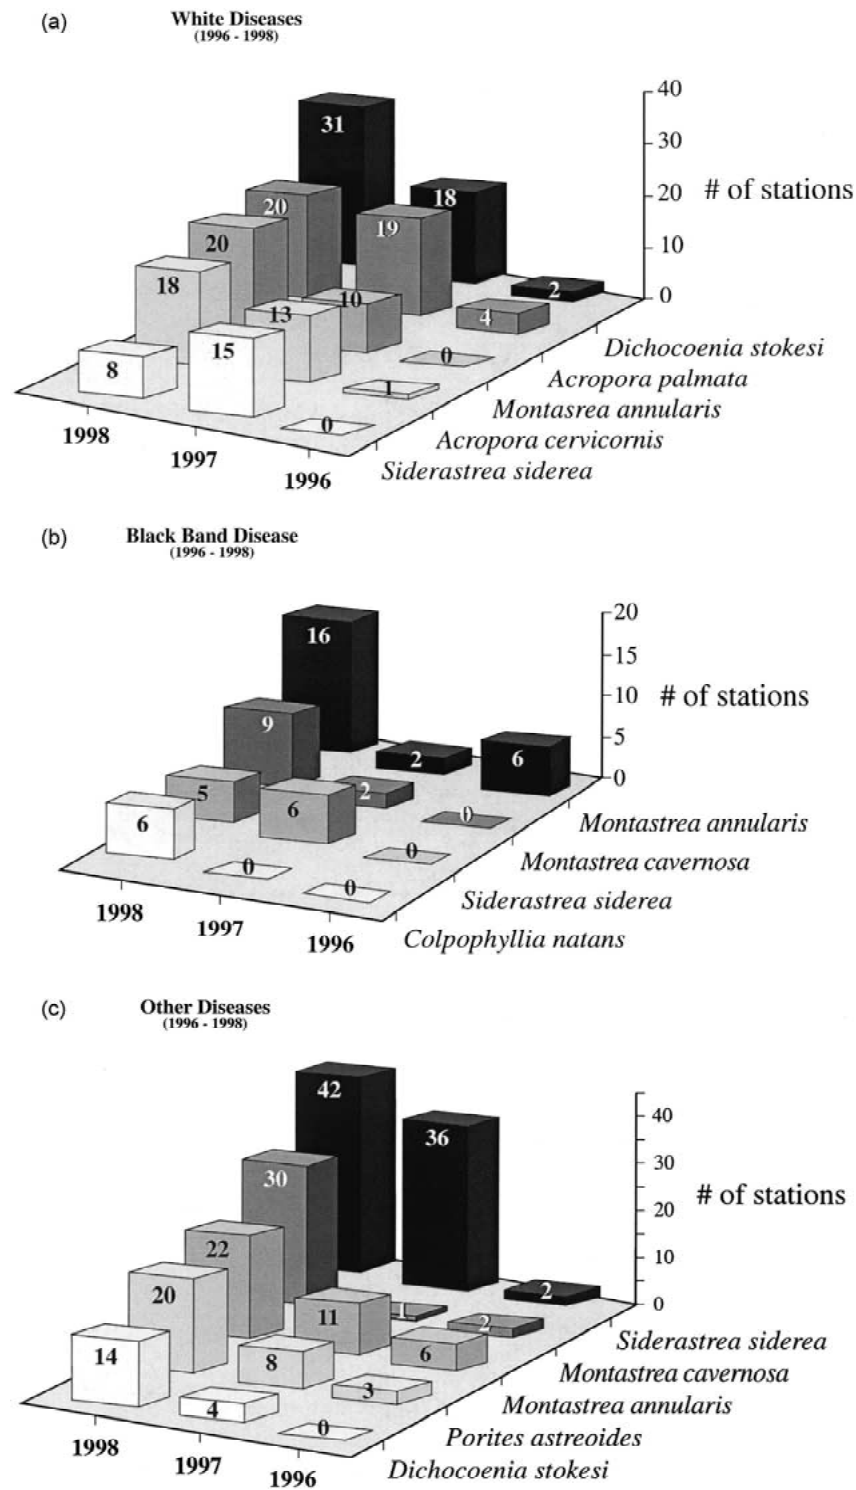 (a)
White Diseases
(1996 - 1998)
40
31
30
20
20
18
# of stations
19
20
10
18
10
2
13
4
0
15
8
0
Dichocoenia stokesi
1
Acropora palmata
0
Montasrea annularis
1998
Acropora cervicornis
1997
1996
Siderastrea siderea
(b)
Black Band Disease
(1996 - 1998)
20
16
15
10
# of stations
9
5
2
6
0
5
2
6
6
0
Montastrea annularis
0
Montastrea cavernosa
0
0
Siderastrea siderea
1998
1997
1996
Colpophyllia natans
(c)
Other Diseases
(1996 - 1998)
42
40
36
30
30
# of stations
20
22
10
20
2
0
11
1
2
14
8
6
Siderastrea siderea
3
Montastrea cavernosa
4
0
Montastrea annularis
1998
Porites astreoides
1997
1996
Dichocoenia stokesi